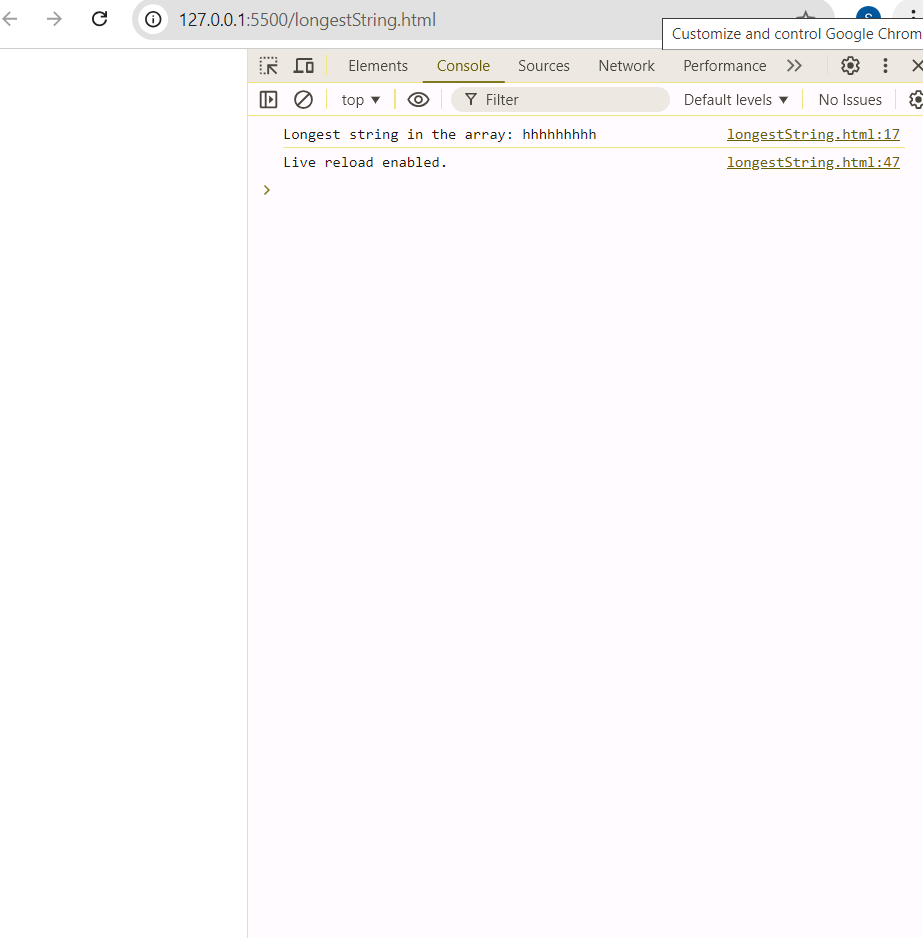 127.0.0.1:5500/longestString.html
S
Customize and control Google Chrom
Elements Console Sources Network Performance
top Filter Default levels No Issues
Longest string in the array: hhhhhhhhh longestString.html:17
Live reload enabled. longestString.html:47